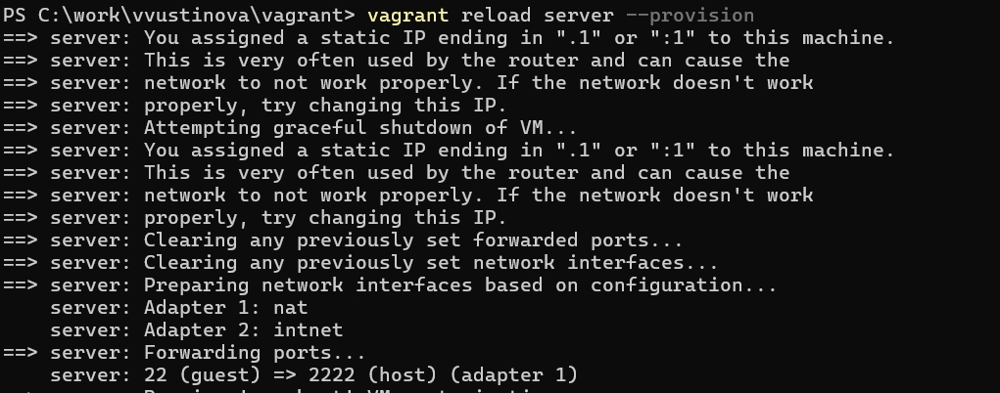 PS C:\work\vvustinova\vagrant> vagrant reload server --provision
==> server: You assigned a static IP ending in ".1" or ":1" to this machine.
==> server: This is very often used by the router and can cause the
==> server: network to not work properly. If the network doesn't work
==> server: properly, try changing this IP.
==> server: Attempting graceful shutdown of VM...
==> server: You assigned a static IP ending in ".1" or ":1" to this machine.
==> server: This is very often used by the router and can cause the
==> server: network to not work properly. If the network doesn't work
==> server: properly, try changing this IP.
==> server: Clearing any previously set forwarded ports...
==> server: Clearing any previously set network interfaces...
==> server: Preparing network interfaces based on configuration...
    server: Adapter 1: nat
    server: Adapter 2: intnet
==> server: Forwarding ports...
    server: 22 (guest) => 2222 (host) (adapter 1)